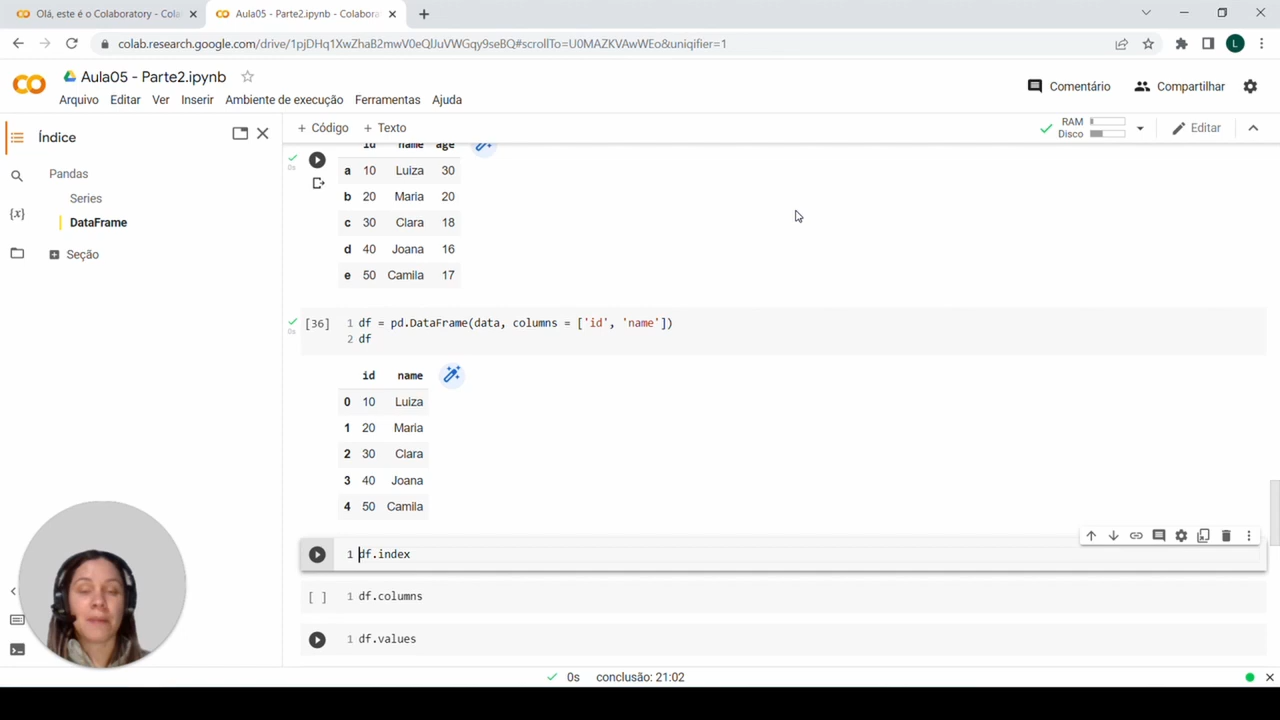 Olá, este é o Colaboratory - Cola
Aula05 - Parte2.ipynb - Colabora
colab.research.google.com/drive/1pjDHq1XwZhaB2mwV0eQlJuVWGqy9seBQ#scrollTo=U0MAZKVAwWEo&uniqifier=1
L
Aula05 - Parte2.ipynb
Comentário
Compartilhar
Arquivo Editar Ver Inserir Ambiente de execução Ferramentas Ajuda
Índice
+ Código + Texto
RAM
Disco
Editar
Pandas
Series
DataFrame
Seção
{x}
id name age
0s
a 10 Luiza 30
b 20 Maria 20
c 30 Clara 18
d 40 Joana 16
e 50 Camila 17
0s
[36] 1 df = pd.DataFrame(data, columns = ['id', 'name'])
2 df
id name
0 10 Luiza
1 20 Maria
2 30 Clara
3 40 Joana
4 50 Camila
1 df.index
[ ] 1 df.columns
1 df.values
0s conclusão: 21:02